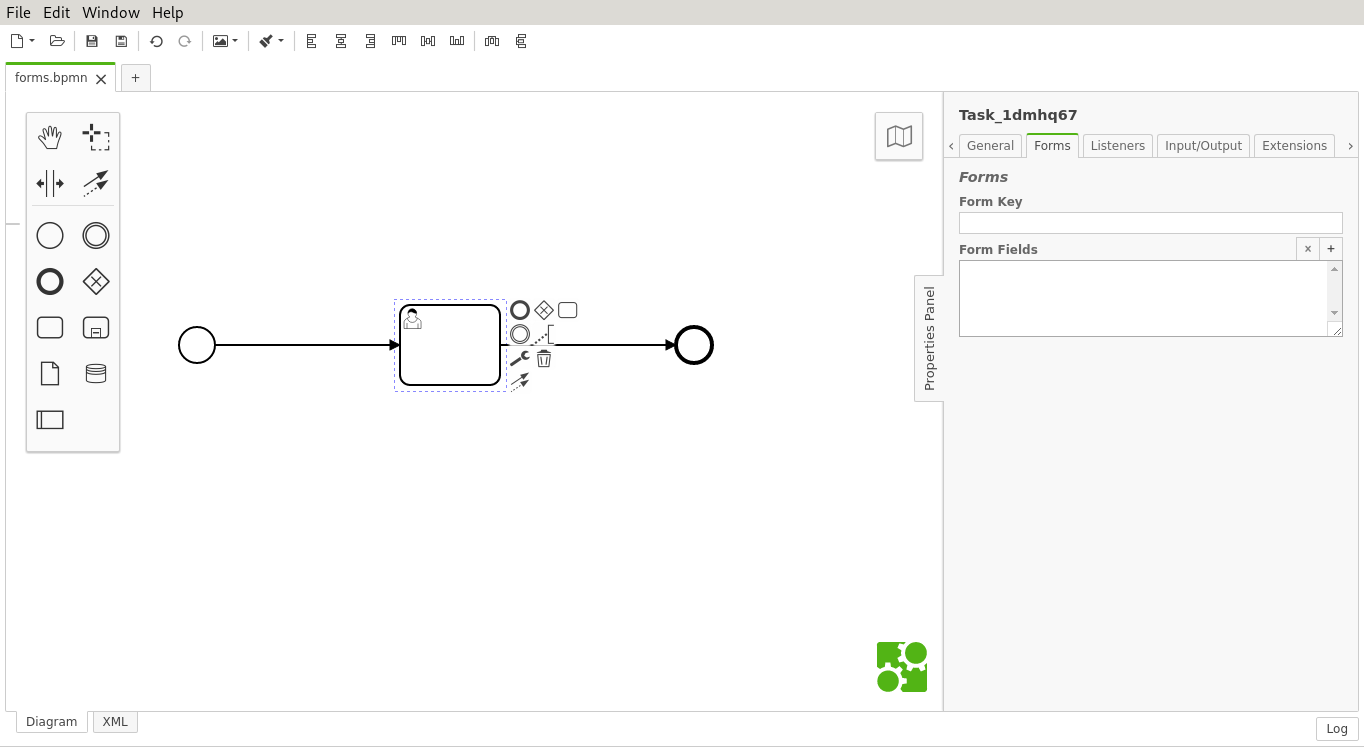 File Edit Window Help
forms.bpmn
+
Task_1dmhq67
General Forms Listeners Input/Output Extensions
Forms
Form Key
Form Fields
× +
Properties Panel
Diagram XML
Log